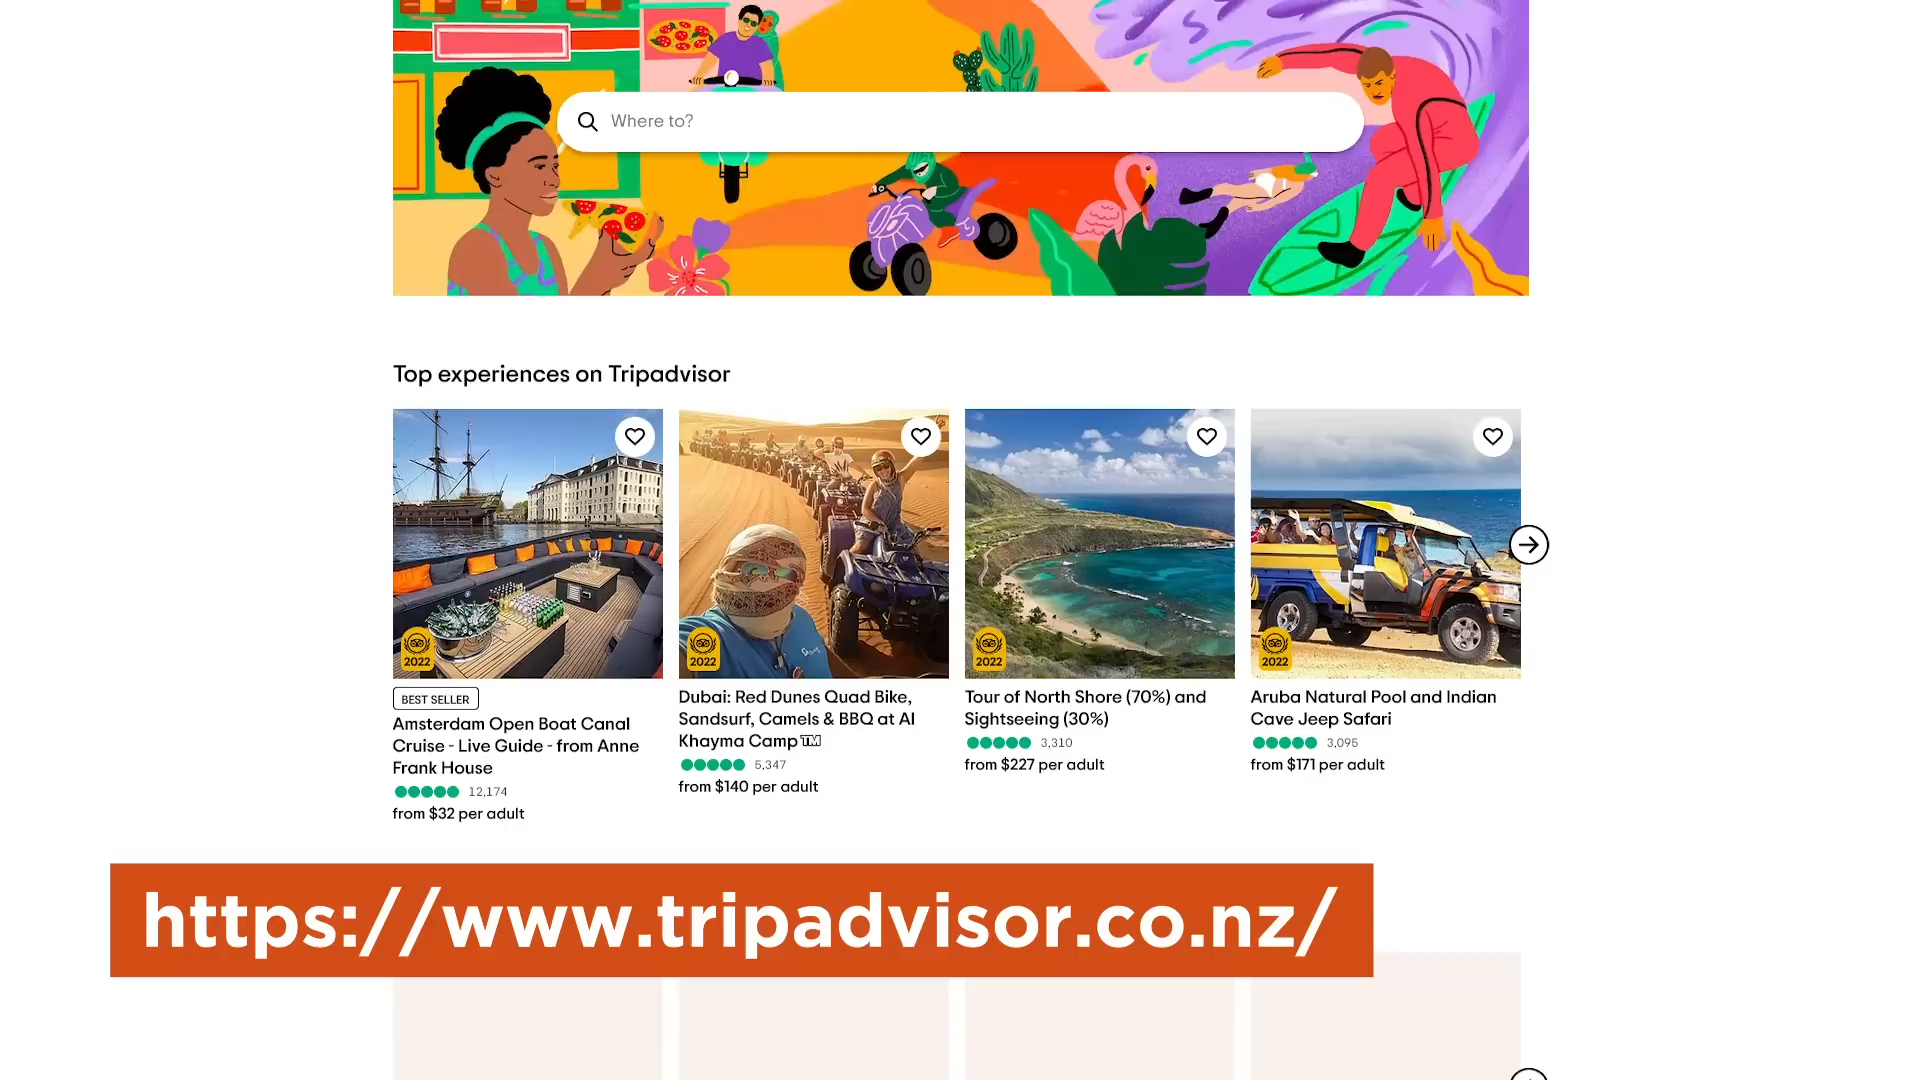 Where to?
Top experiences on Tripadvisor
2022
2022
2022
2022
BEST SELLER
Amsterdam Open Boat Canal
Cruise - Live Guide - from Anne
Frank House
12,174
from $32 per adult
Dubai: Red Dunes Quad Bike,
Sandsurf, Camels & BBQ at Al
Khayma Camp™️
5,347
from $140 per adult
Tour of North Shore (70%) and
Sightseeing (30%)
3,310
from $227 per adult
Aruba Natural Pool and Indian
Cave Jeep Safari
3,095
from $171 per adult
https://www.tripadvisor.co.nz/